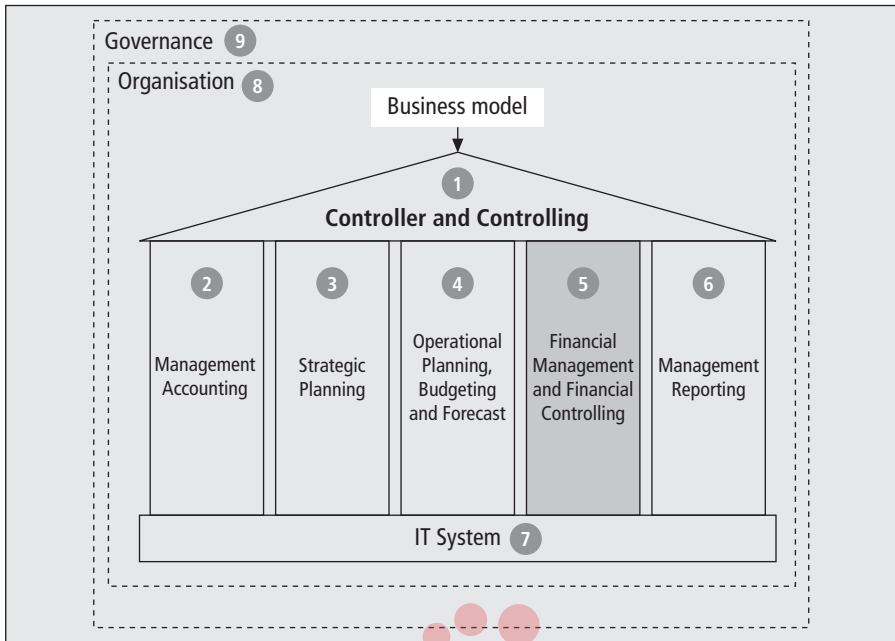 Governance 9
Organisation 8
Business model
1
Controller and Controlling
2
Management
Accounting
3
Strategic
Planning
4
Operational
Planning,
Budgeting
and Forecast
5
Financial
Management
and Financial
Controlling
6
Management
Reporting
IT System 7